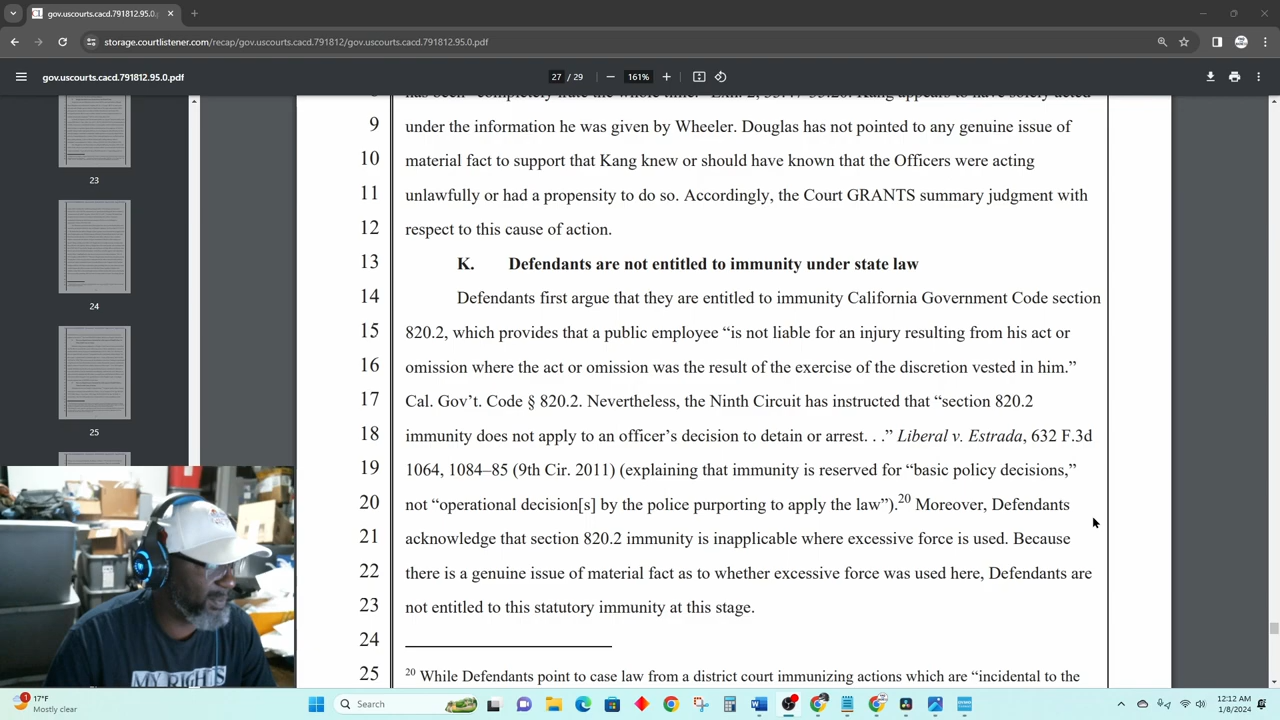 gov.uscourts.cacd.791812.95.0.p
storage.courtlistener.com/recap/gov.uscourts.cacd.791812/gov.uscourts.cacd.791812.95.0.pdf
gov.uscourts.cacd.791812.95.0.pdf
27 / 29
161%
23
24
25
9 under the information he was given by Wheeler. Douglas has not pointed to any genuine issue of
10 material fact to support that Kang knew or should have known that the Officers were acting
11 unlawfully or had a propensity to do so. Accordingly, the Court GRANTS summary judgment with
12 respect to this cause of action.
13 K. Defendants are not entitled to immunity under state law
14 Defendants first argue that they are entitled to immunity California Government Code section
15 820.2, which provides that a public employee “is not liable for an injury resulting from his act or
16 omission where the act or omission was the result of the exercise of the discretion vested in him.”
17 Cal. Gov’t. Code § 820.2. Nevertheless, the Ninth Circuit has instructed that “section 820.2
18 immunity does not apply to an officer’s decision to detain or arrest. . .” Liberal v. Estrada, 632 F.3d
19 1064, 1084–85 (9th Cir. 2011) (explaining that immunity is reserved for “basic policy decisions,”
20 not “operational decision[s] by the police purporting to apply the law”).20 Moreover, Defendants
21 acknowledge that section 820.2 immunity is inapplicable where excessive force is used. Because
22 there is a genuine issue of material fact as to whether excessive force was used here, Defendants are
23 not entitled to this statutory immunity at this stage.
24
25 20 While Defendants point to case law from a district court immunizing actions which are “incidental to the
MY RIGHTS
1
17°F
Mostly clear
Search
12:12 AM
1/8/2024